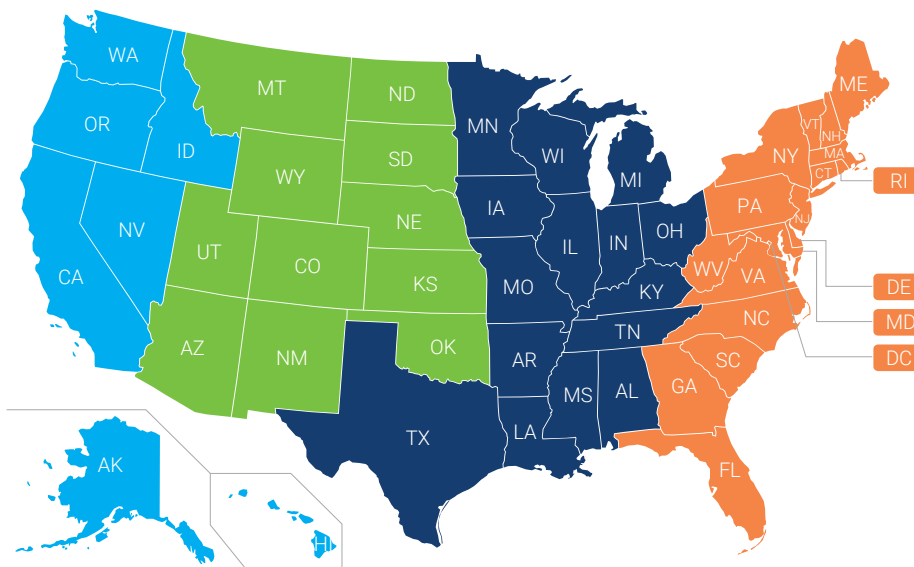 WA
MT
ND
ME
OR
MN
VT
NH
ID
SD
WI
NY
MA
WY
MI
CT
RI
IA
PA
NE
NJ
NV
UT
OH
IL
IN
CO
WV
CA
KS
VA
DE
MO
KY
NC
MD
TN
AZ
OK
NM
AR
SC
DC
GA
MS
AL
TX
LA
AK
FL
HI